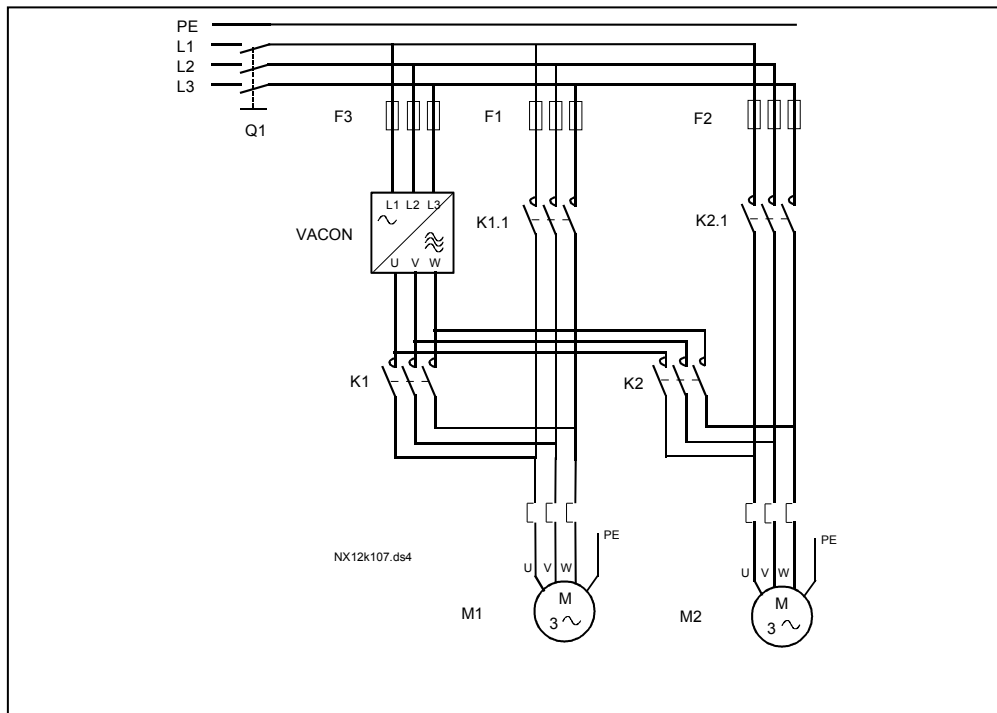 PE
L1
L2
L3
Q1
F3
F1
F2
L1 L2 L3
VACON
U V W
K1.1
K2.1
K1
K2
NX12k107.ds4
PE
PE
U V W
U V W
M1
M
3
M2
M
3